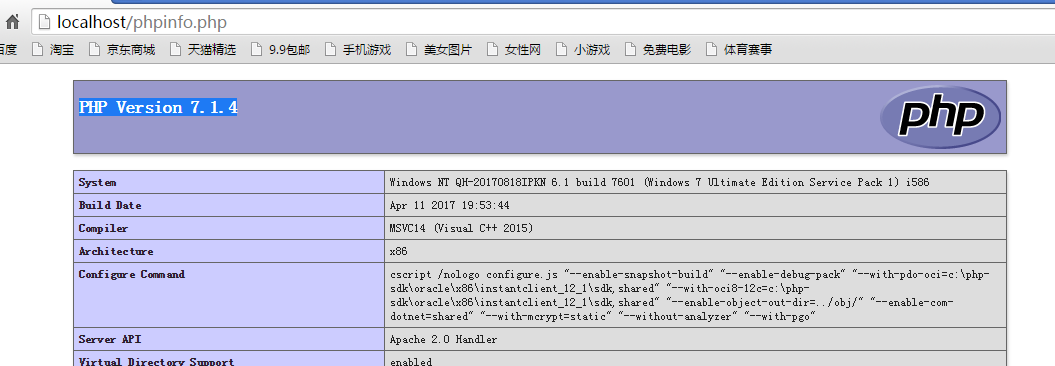 localhost/phpinfo.php
百度 淘宝 京东商城 天猫精选 9.9包邮 手机游戏 美女图片 女性网 小游戏 免费电影 体育赛事
PHP Version 7.1.4
php
System Windows NT QH-20170818IPKN 6.1 build 7601 (Windows 7 Ultimate Edition Service Pack 1) i586
Build Date Apr 11 2017 19:53:44
Compiler MSVC14 (Visual C++ 2015)
Architecture x86
Configure Command cscript /nologo configure.js "--enable-snapshot-build" "--enable-debug-pack" "--with-pdo-oci=c:\php-
sdk\oracle\x86\instantclient_12_1\sdk,shared" "--with-oci8-12c=c:\php-
sdk\oracle\x86\instantclient_12_1\sdk,shared" "--enable-object-out-dir=../obj/" "--enable-com-
dotnet=shared" "--with-mcrypt=static" "--without-analyzer" "--with-pgo"
Server API Apache 2.0 Handler
Virtual Directory Support enabled